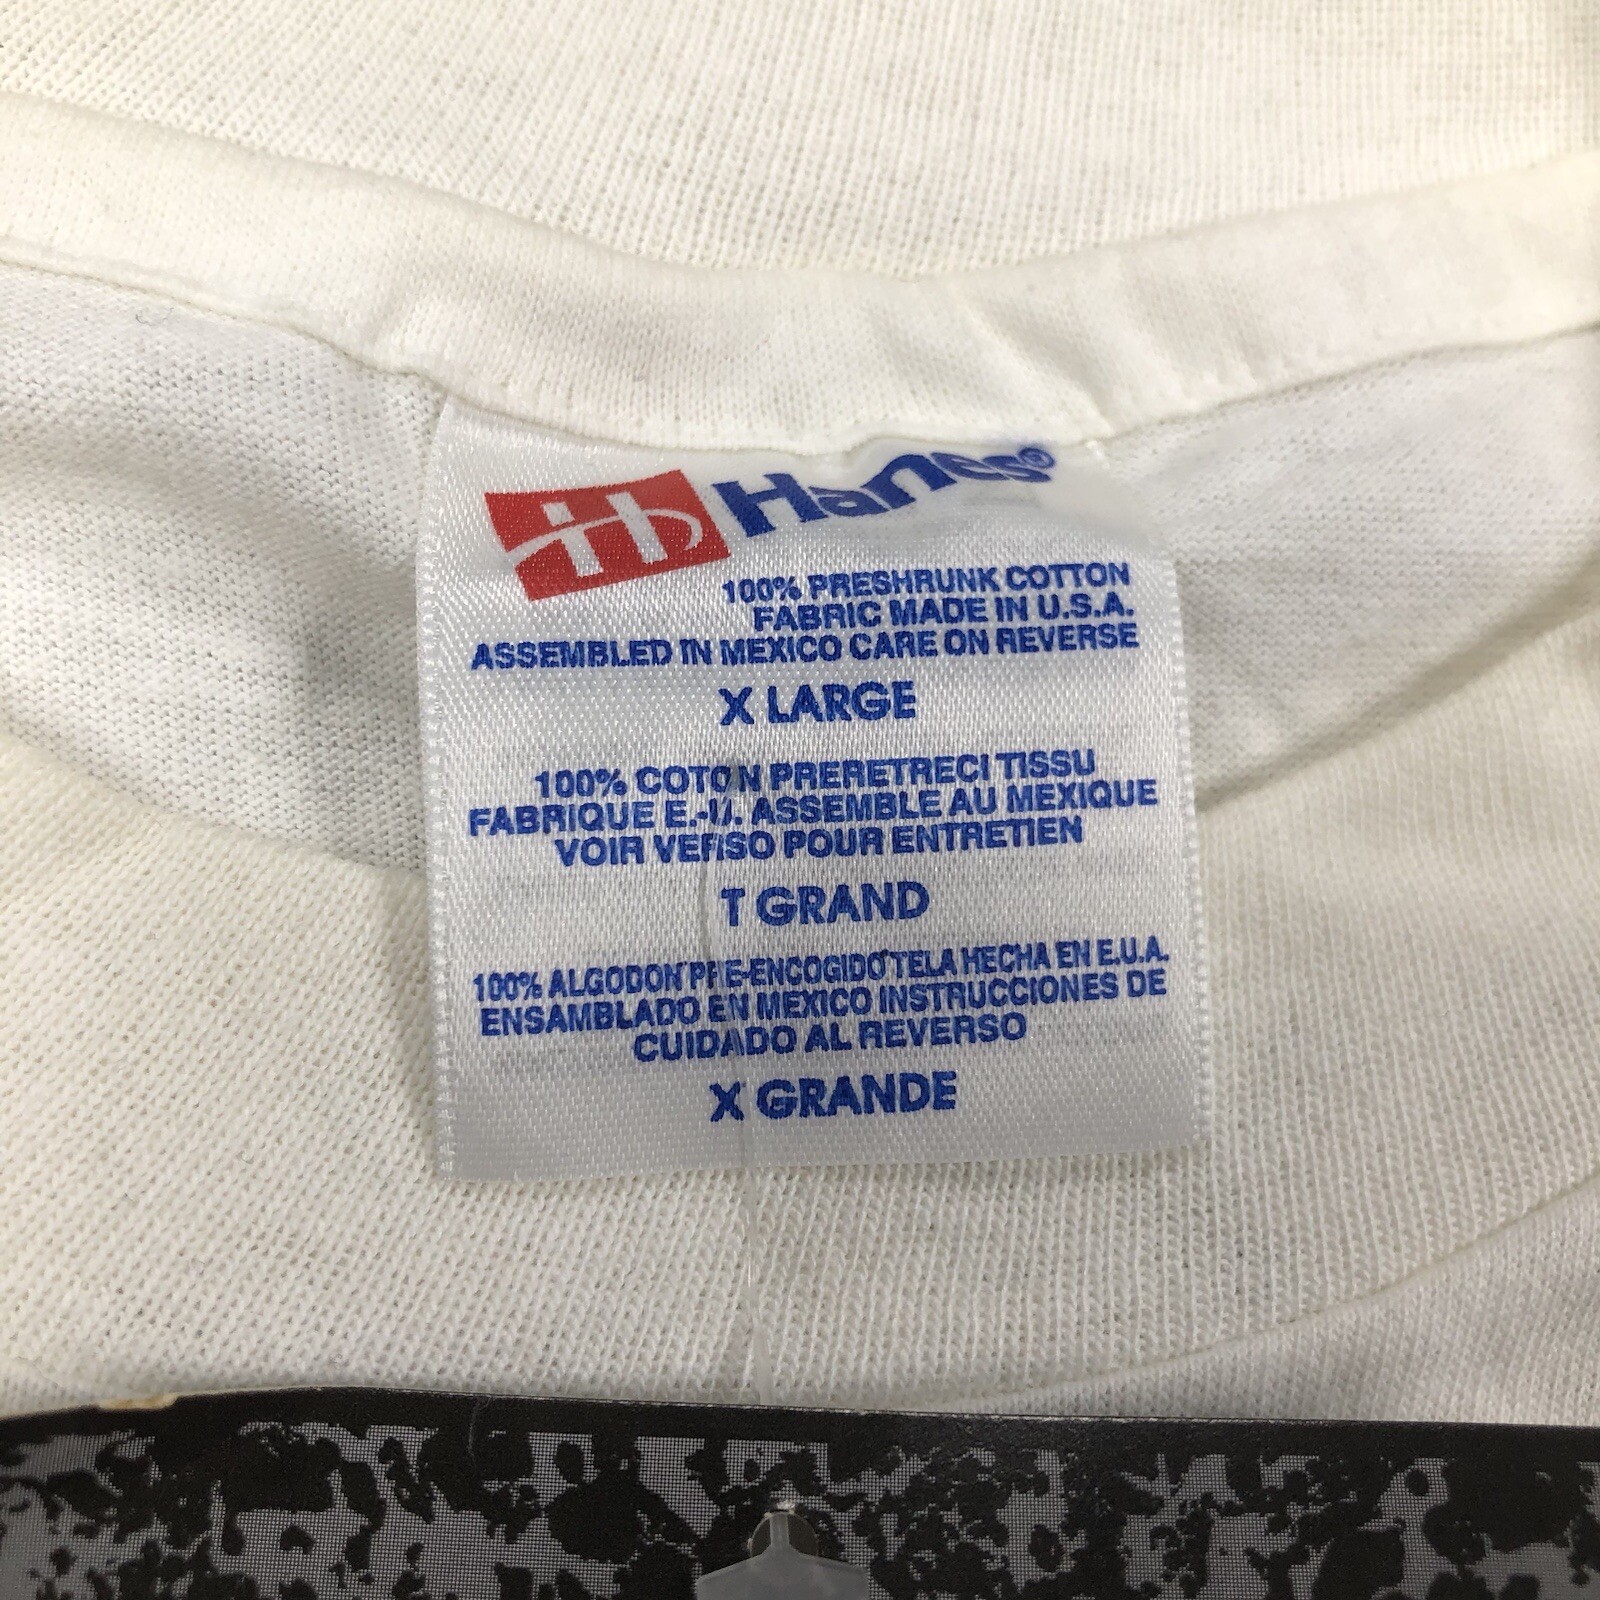 Hanes®
100% PRESHRUNK COTTON
FABRIC MADE IN U.S.A.
ASSEMBLED IN MEXICO CARE ON REVERSE
X LARGE
100% COTON PRERETRECI TISSU
FABRIQUE E.-U. ASSEMBLE AU MEXIQUE
VOIR VERSO POUR ENTRETIEN
T GRAND
100% ALGODON PRE-ENCOGIDO TELA HECHA EN E.U.A.
ENSAMBLADO EN MEXICO INSTRUCCIONES DE
CUIDADO AL REVERSO
X GRANDE